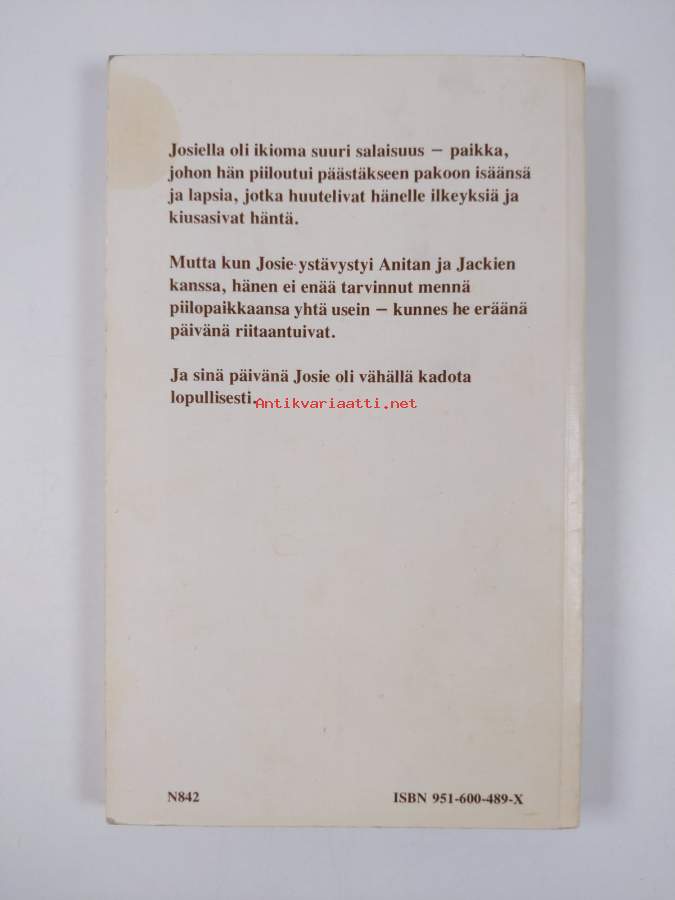 Josiella oli ikioma suuri salaisuus – paikka,
johon hän piiloutui päästäkseen pakoon isäänsä
ja lapsia, jotka huutelivat hänelle ilkeyksiä ja
kiusasivat häntä.
Mutta kun Josie ystävystyi Anitan ja Jackien
kanssa, hänen ei enää tarvinnut mennä
piilopaikkaansa yhtä usein – kunnes he eräänä
päivänä riitaantuivat.
Ja sinä päivänä Josie oli vähällä kadota
lopullisesti.
Antikvariaatti.net
N842 ISBN 951-600-489-X